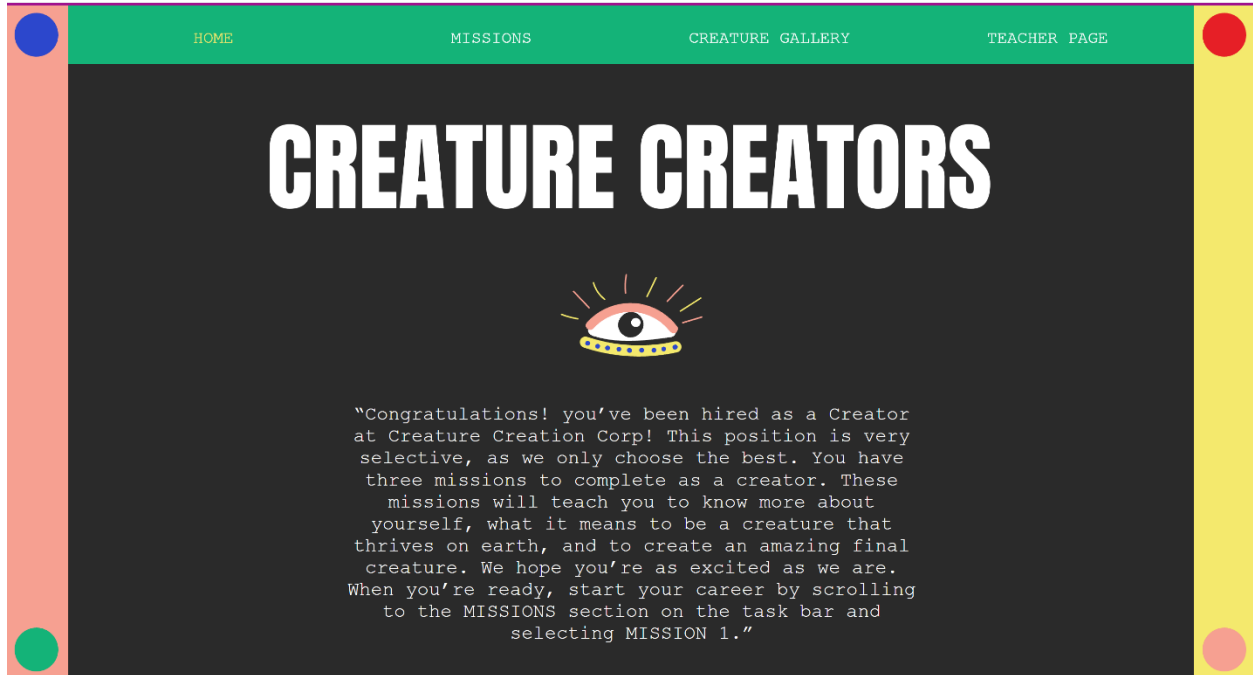 HOME MISSIONS CREATURE GALLERY TEACHER PAGE
CREATURE CREATORS
“Congratulations! you’ve been hired as a Creator
at Creature Creation Corp! This position is very
selective, as we only choose the best. You have
three missions to complete as a creator. These
missions will teach you to know more about
yourself, what it means to be a creature that
thrives on earth, and to create an amazing final
creature. We hope you’re as excited as we are.
When you’re ready, start your career by scrolling
to the MISSIONS section on the task bar and
selecting MISSION 1.”